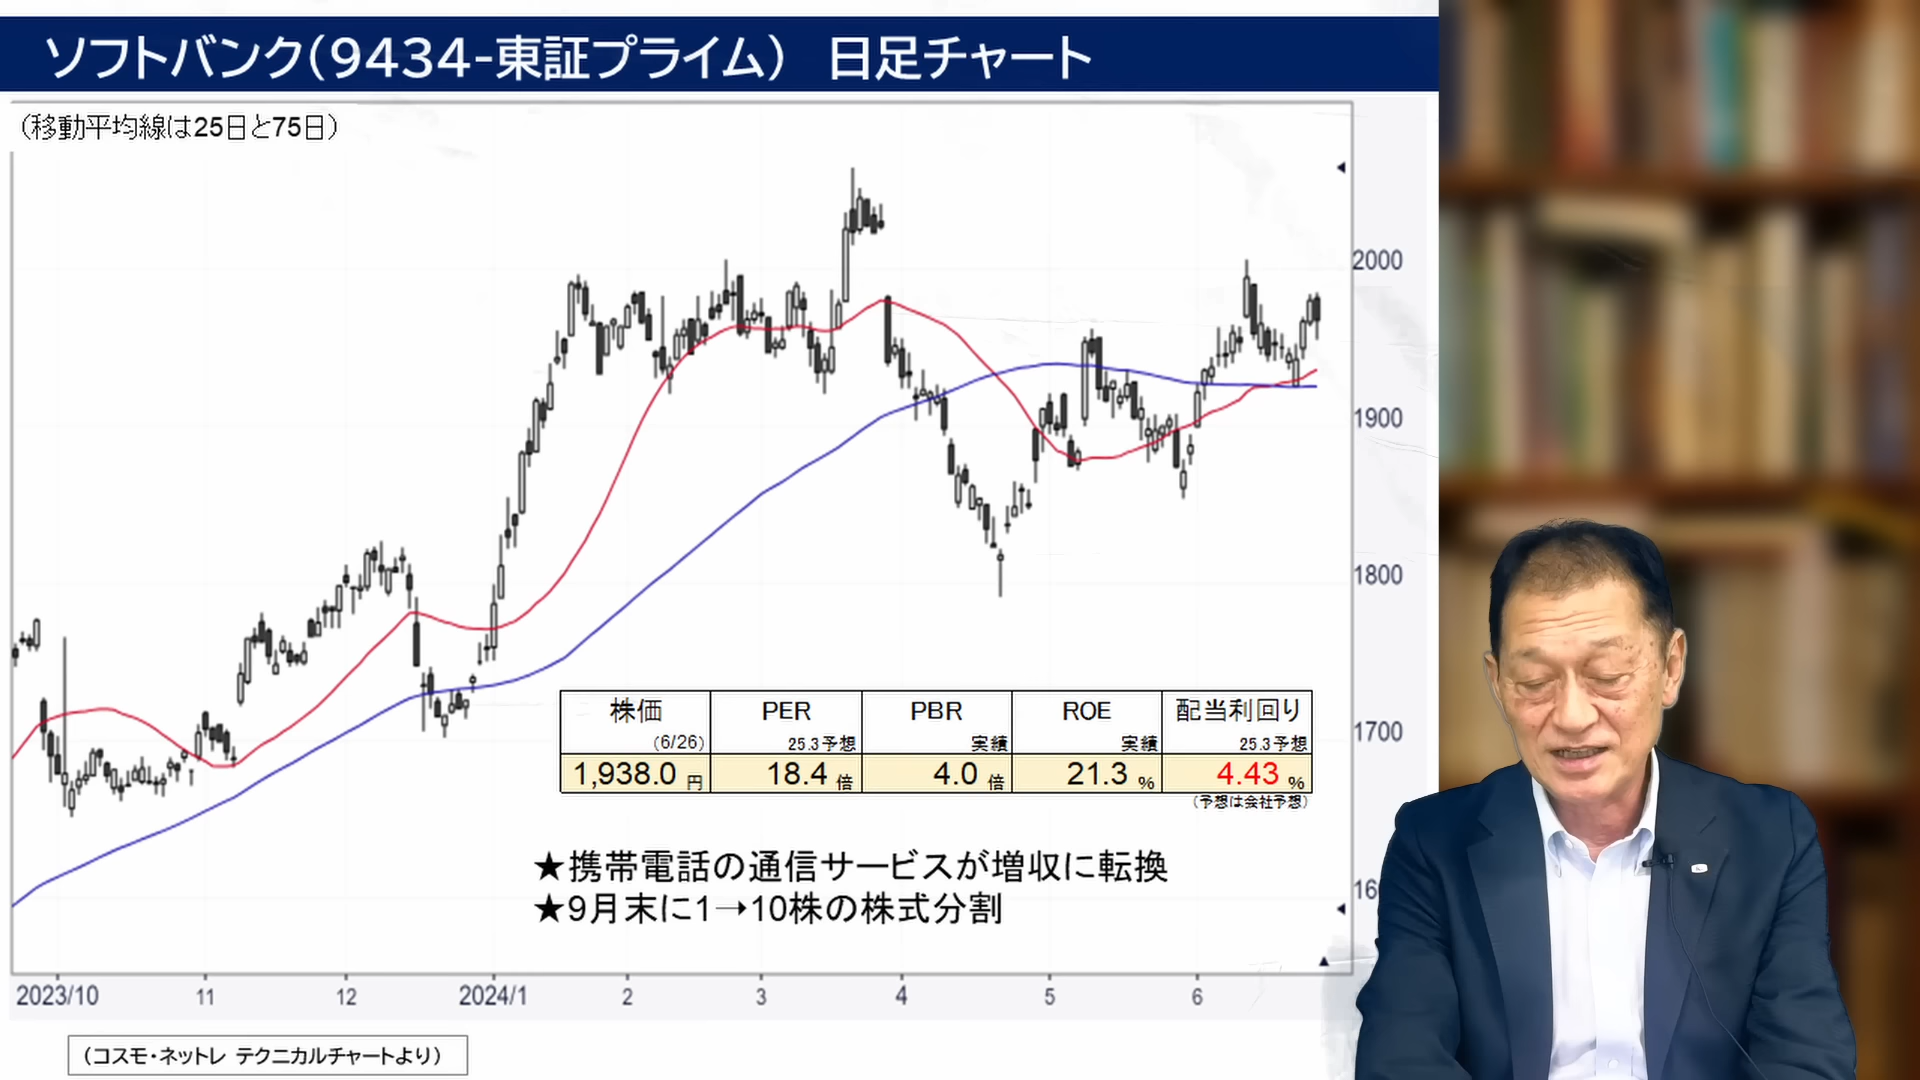 ソフトバンク(9434-東証プライム)　日足チャート
(移動平均線は25日と75日)
2000
1900
1800
1700
株価 PER PBR ROE 配当利回り
(6/26) 25.3予想 実績 実績 25.3予想
1,938.0 円 18.4 倍 4.0 倍 21.3 % 4.43 %
(予想は会社予想)
★携帯電話の通信サービスが増収に転換
★9月末に1→10株の株式分割
2023/10 11 12 2024/1 2 3 4 5 6
(コスモ・ネットレ テクニカルチャートより)